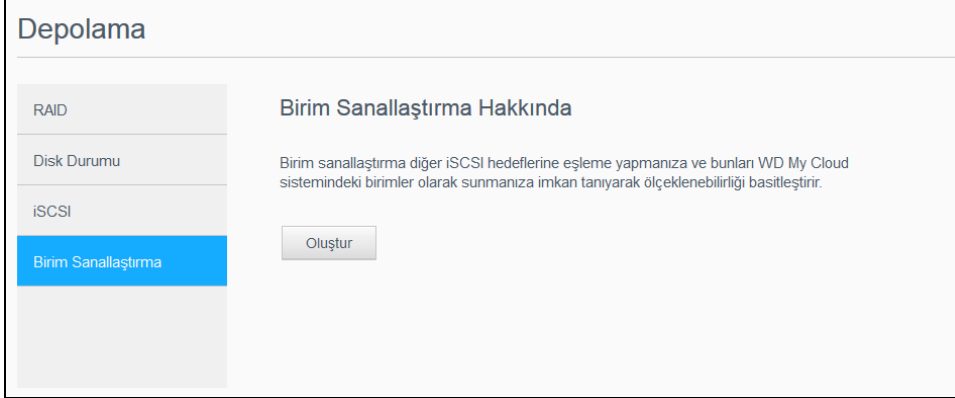 Depolama
RAID
Disk Durumu
iSCSI
Birim Sanallaştırma
Birim Sanallaştırma Hakkında
Birim sanallaştırma diğer iSCSI hedeflerine eşleme yapmanıza ve bunları WD My Cloud
sistemindeki birimler olarak sunmanıza imkan tanıyarak ölçeklenebilirliği basitleştirir.
Oluştur